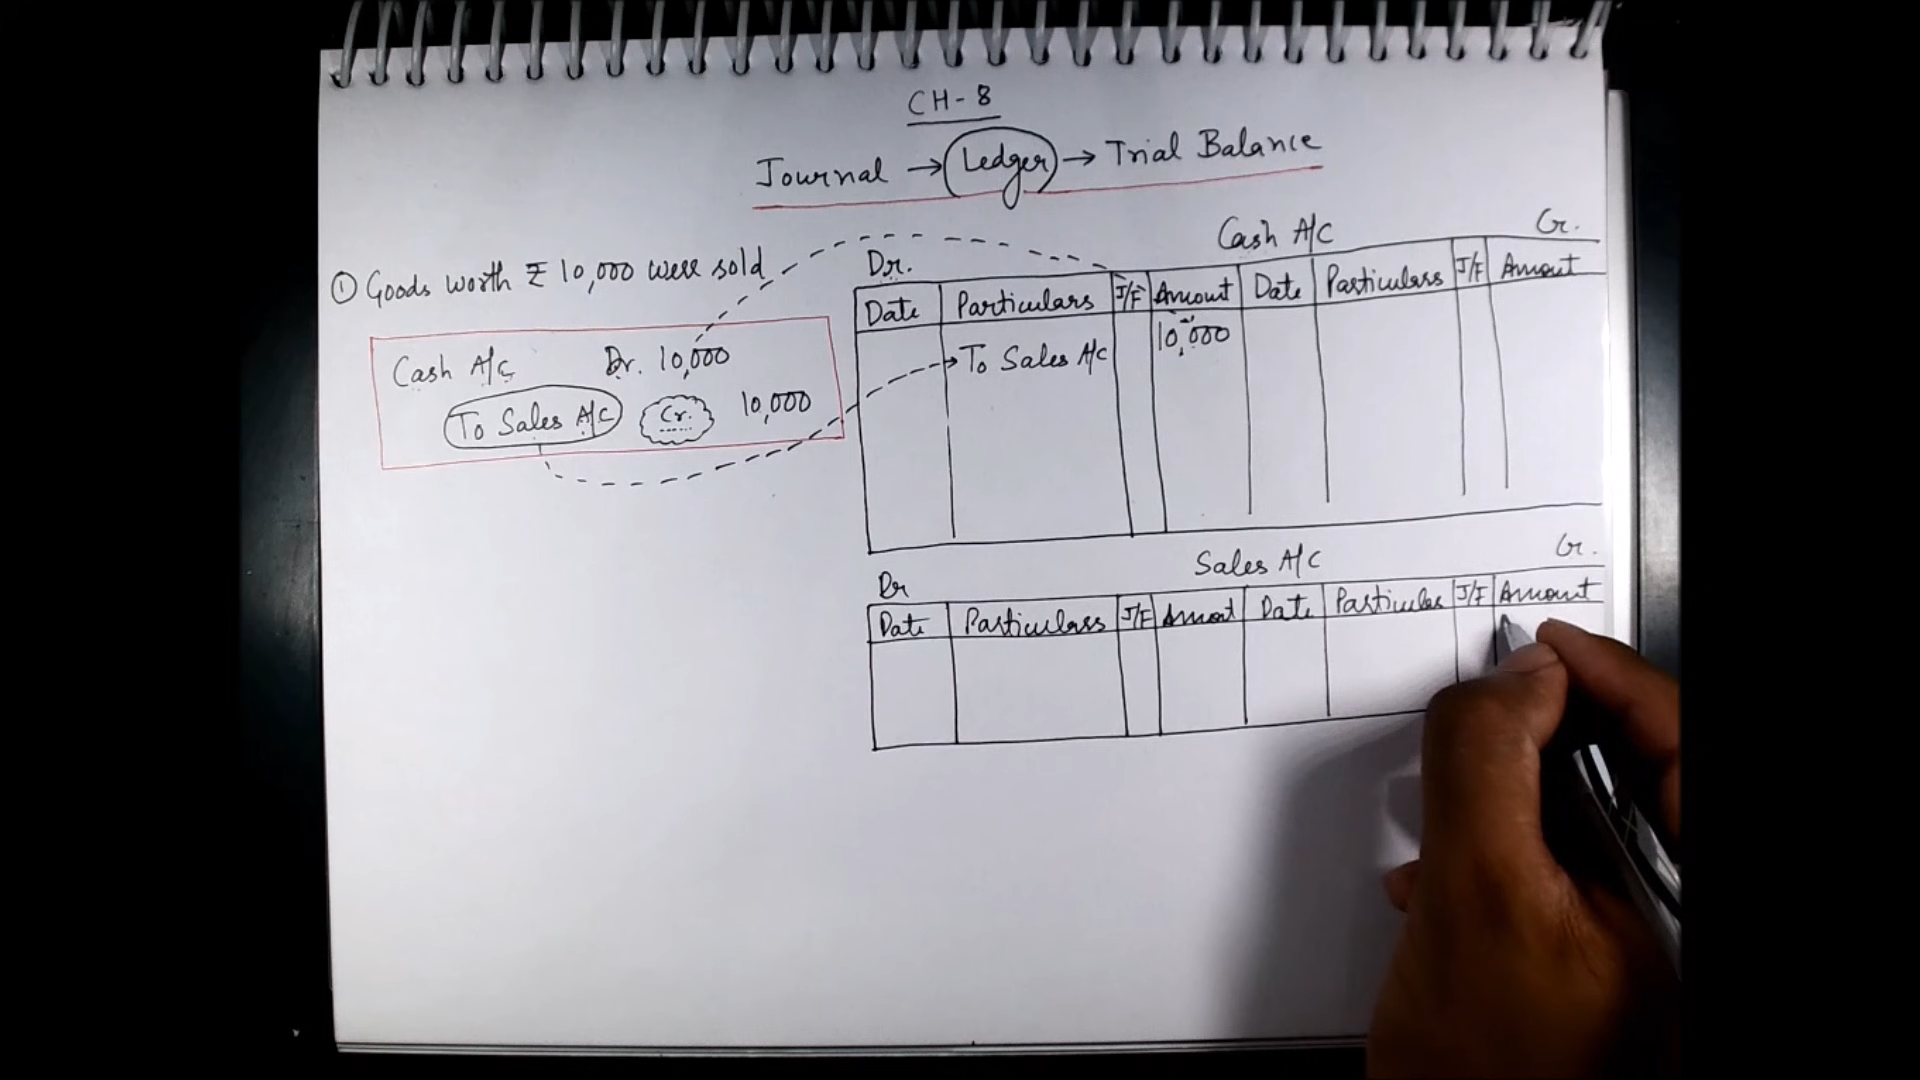 CH-8
Journal → Ledger → Trial Balance
① Goods worth ₹ 10,000 were sold
Cash A/C Dr. 10,000
To Sales A/C Cr. 10,000
Cash A/C
Dr. Cr.
Date Particulars J/F Amount Date Particulars J/F Amount
To Sales A/C 10,000
Sales A/C
Dr Cr.
Date Particulars J/F Amount Date Particulars J/F Amount